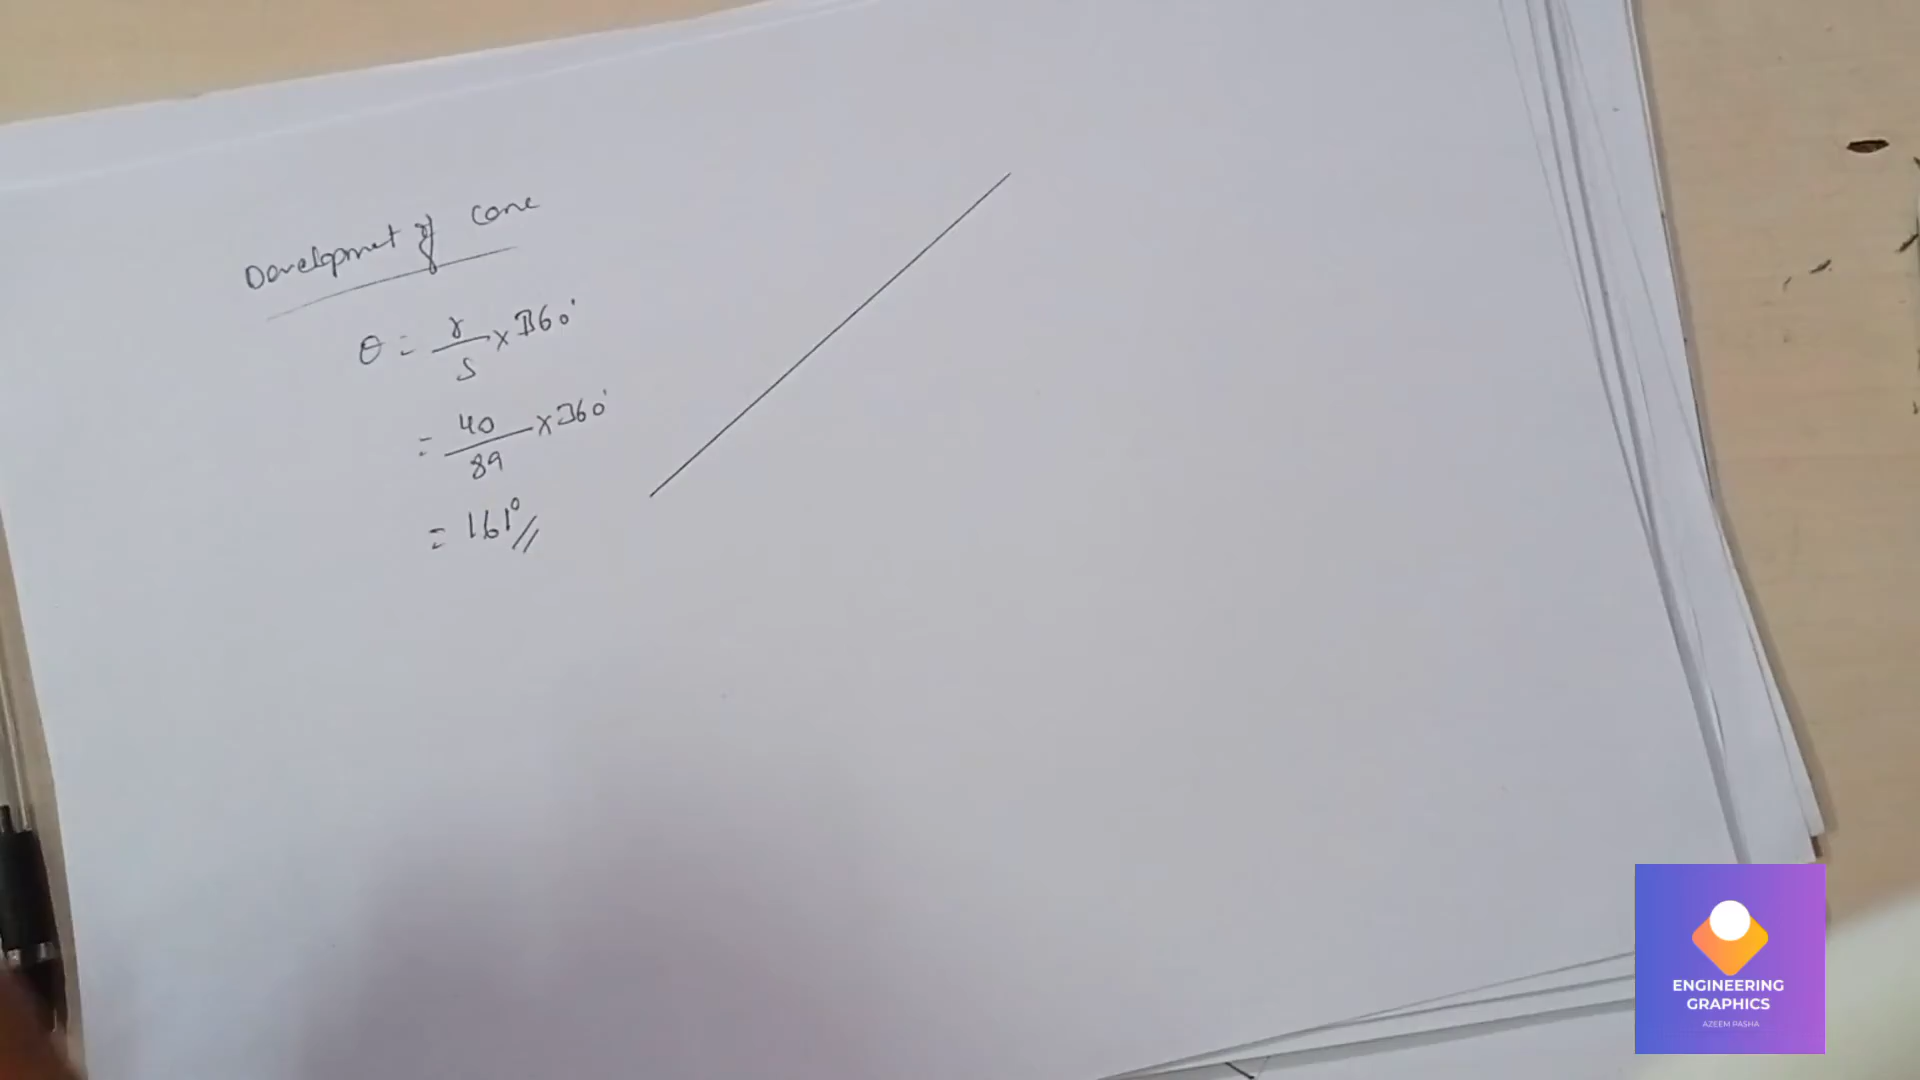 Development of Cone
θ = r/s x 360°
= 40/89 x 360°
= 161°//
ENGINEERING
GRAPHICS
AZEEM PASHA